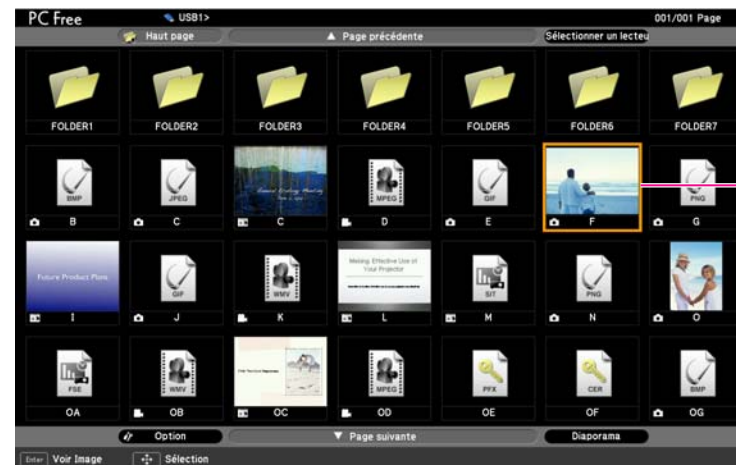 PC Free USB1> 001/001 Page
Haut page Page précédente Sélectionner un lecteu
FOLDER1 FOLDER2 FOLDER3 FOLDER4 FOLDER5 FOLDER6 FOLDER7
BMP JPEG MPEG GIF PNG
B C C D E F G
Future Product Plans GIF WMV Making Effective Use of SIT PNG
Your Projector
I J K L M N O
FSE WMV MPEG PFX CER BMP
OA OB OC OD OE OF OG
Option Page suivante Diaporama
Enter Voir Image Sélection